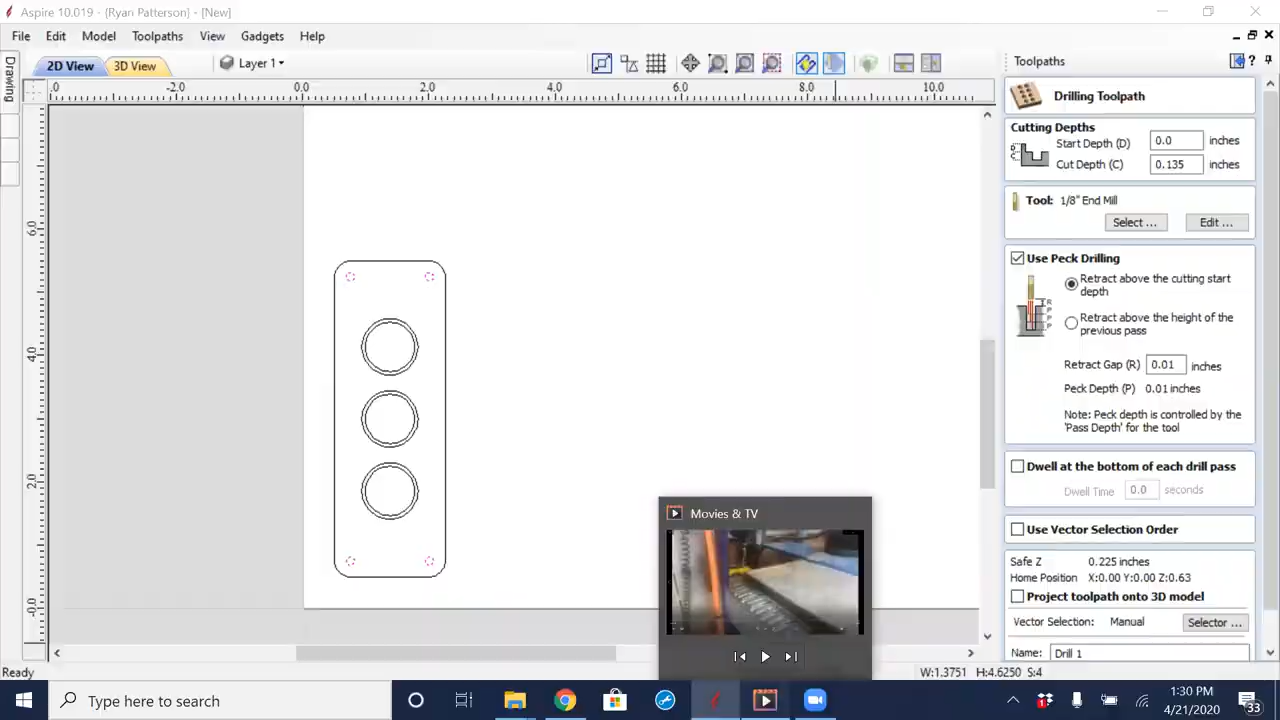 Aspire 10.019 - {Ryan Patterson} - [New]
File Edit Model Toolpaths View Gadgets Help
2D View 3D View Layer 1
Drawing
.0 -2.0 0.0 2.0 4.0 6.0 8.0 10.0
6.0
4.0
2.0
-0.0
Toolpaths
Drilling Toolpath
Cutting Depths
Start Depth (D) 0.0 inches
Cut Depth (C) 0.135 inches
Tool: 1/8" End Mill
Select ... Edit ...
Use Peck Drilling
Retract above the cutting start
depth
Retract above the height of the
previous pass
R
P
P
P
Retract Gap (R) 0.01 inches
Peck Depth (P) 0.01 inches
Note: Peck depth is controlled by the
'Pass Depth' for the tool
Dwell at the bottom of each drill pass
Dwell Time 0.0 seconds
Use Vector Selection Order
Safe Z 0.225 inches
Home Position X:0.00 Y:0.00 Z:0.63
Project toolpath onto 3D model
Vector Selection: Manual Selector ...
Name: Drill 1
Movies & TV
Ready
W:1.3751 H:4.6250 S:4
Type here to search
1:30 PM
4/21/2020
33